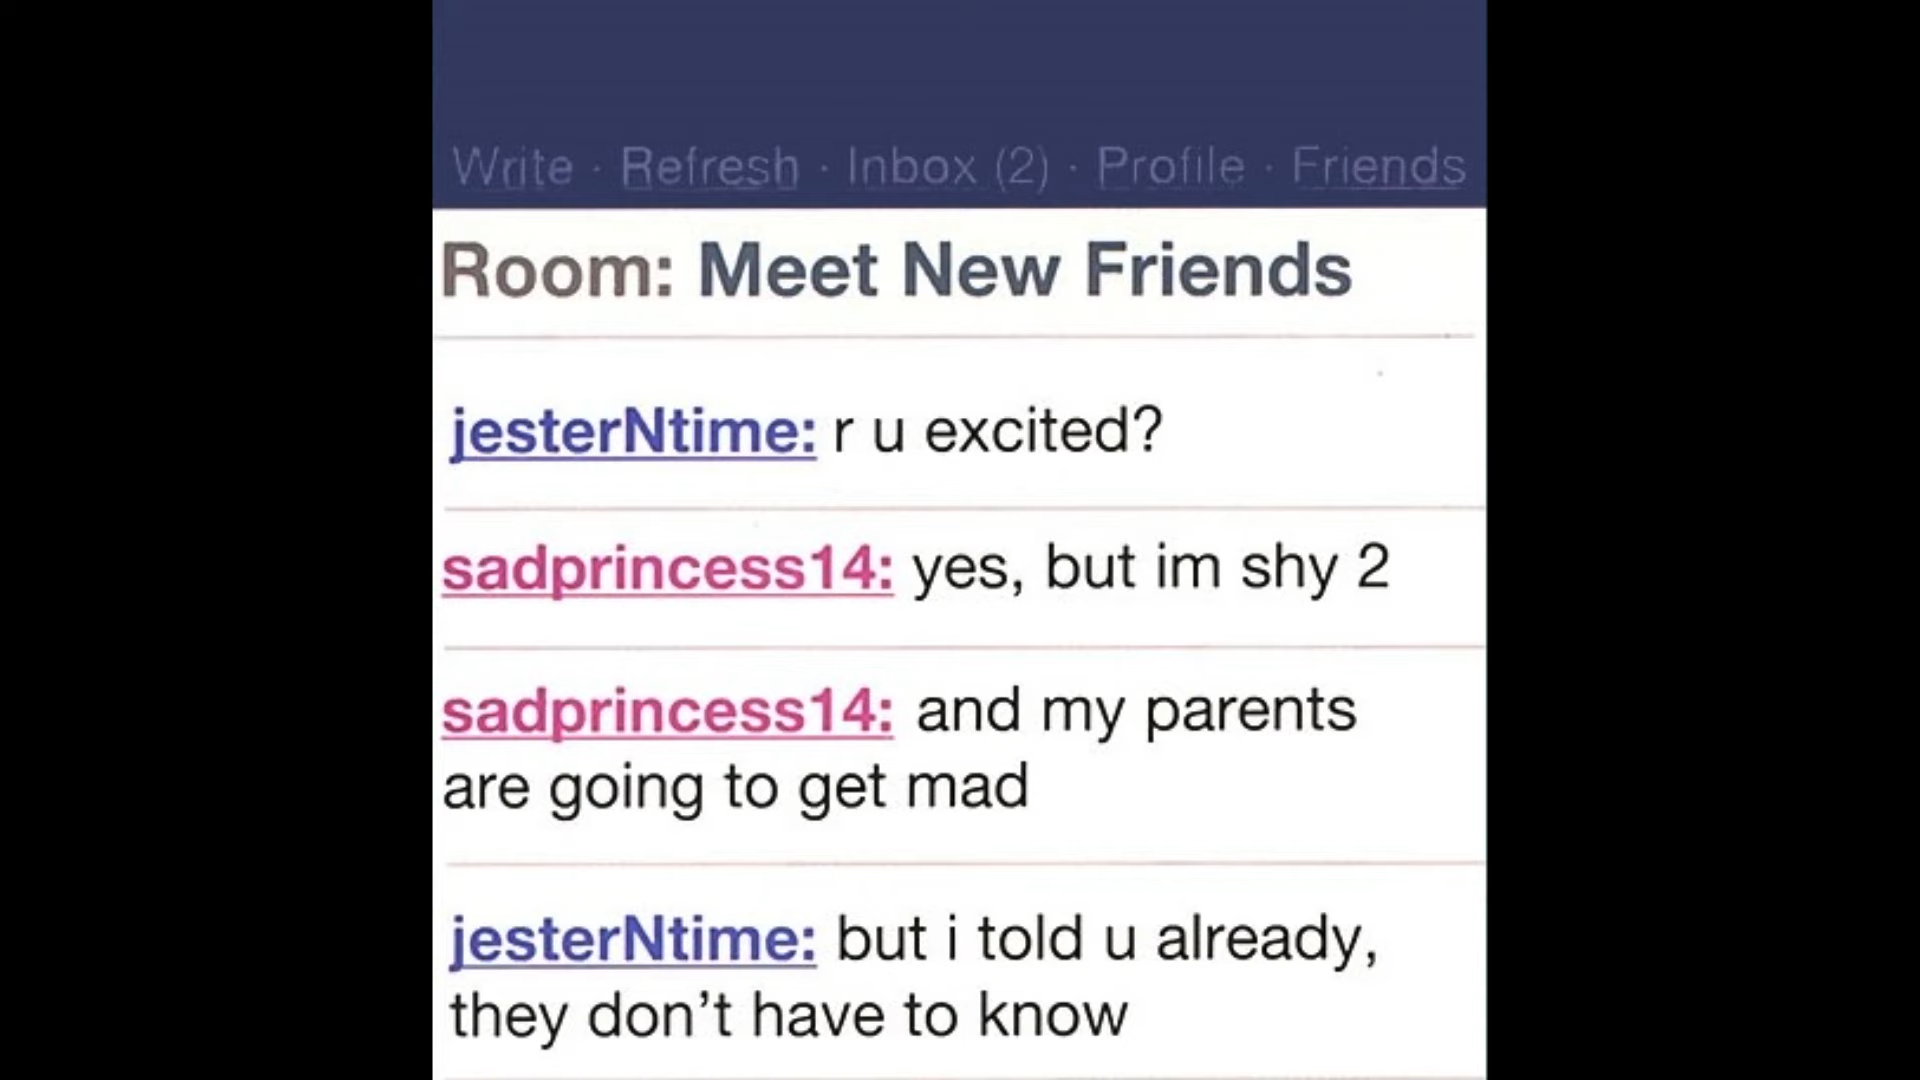 Write · Refresh · Inbox (2) · Profile · Friends
Room: Meet New Friends
jesterNtime: r u excited?
sadprincess14: yes, but im shy 2
sadprincess14: and my parents
are going to get mad
jesterNtime: but i told u already,
they don’t have to know